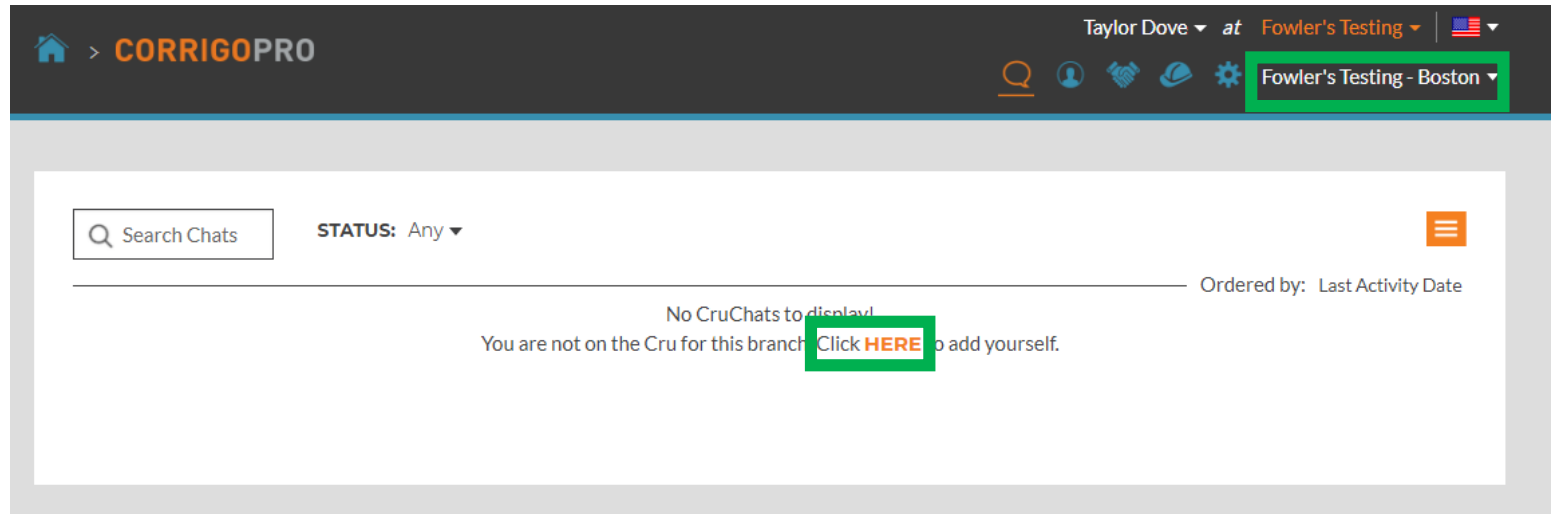 Taylor Dove at Fowler's Testing
> CORRIGOPRO
Fowler's Testing - Boston
Search Chats
STATUS: Any
Ordered by: Last Activity Date
No CruChats to display!
You are not on the Cru for this branch Click HERE to add yourself.